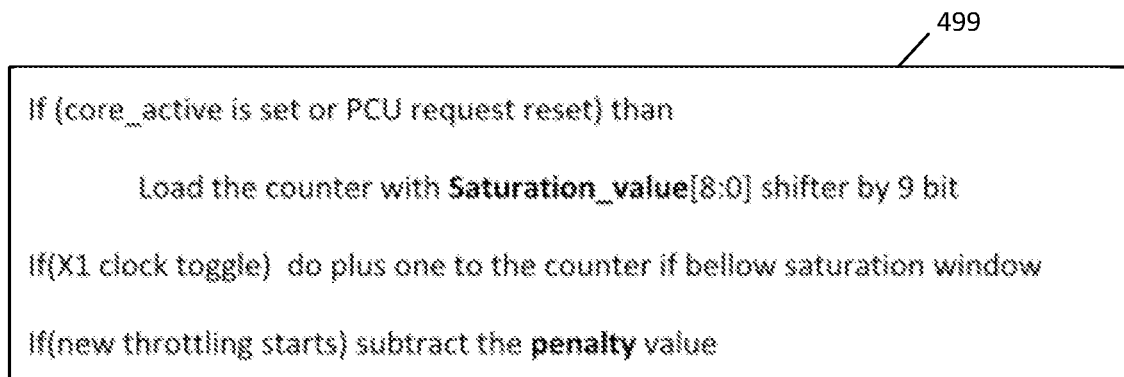 499
If (core_active is set or PCU request reset) than
Load the counter with Saturation_value[8:0] shifter by 9 bit
If(X1 clock toggle) do plus one to the counter if bellow saturation window
If(new throttling starts) subtract the penalty value